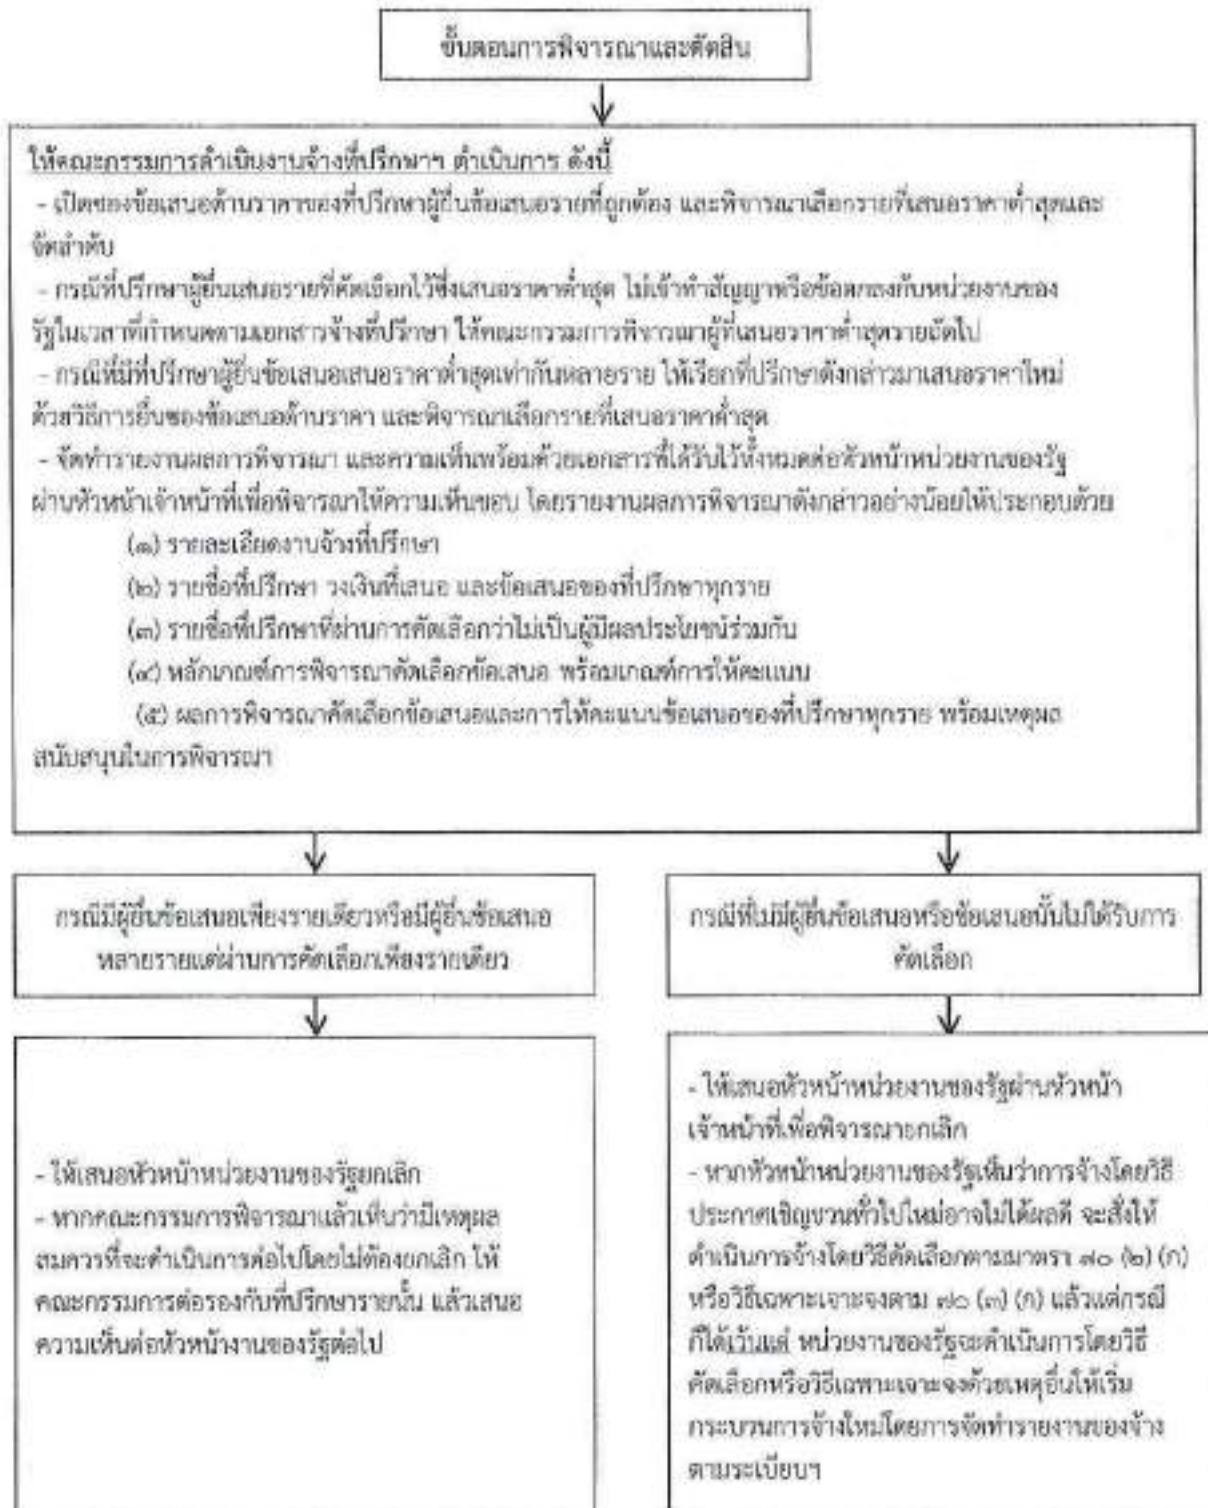 ขั้นตอนการพิจารณาและตัดสิน
ให้คณะกรรมการดำเนินงานจ้างที่ปรึกษาฯ ดำเนินการ ดังนี้
- เปิดซองข้อเสนอด้านราคาของที่ปรึกษาผู้ยื่นข้อเสนอรายที่ถูกต้อง และพิจารณาเลือกรายที่เสนอราคาต่ำสุดและ
จัดลำดับ
- กรณีที่ปรึกษาผู้ยื่นเสนอรายที่คัดเลือกไว้ซึ่งเสนอราคาต่ำสุด ไม่เข้าทำสัญญาหรือข้อตกลงกับหน่วยงานของ
รัฐในเวลาที่กำหนดตามเอกสารจ้างที่ปรึกษา ให้คณะกรรมการพิจารณาผู้ที่เสนอราคาต่ำสุดรายถัดไป
- กรณีที่มีที่ปรึกษาผู้ยื่นข้อเสนอเสนอราคาต่ำสุดเท่ากันหลายราย ให้เรียกที่ปรึกษาดังกล่าวมาเสนอราคาใหม่
ด้วยวิธีการยื่นซองข้อเสนอด้านราคา และพิจารณาเลือกรายที่เสนอราคาต่ำสุด
- จัดทำรายงานผลการพิจารณา และความเห็นพร้อมด้วยเอกสารที่ได้รับไว้ทั้งหมดต่อหัวหน้าหน่วยงานของรัฐ
ผ่านหัวหน้าเจ้าหน้าที่เพื่อพิจารณาให้ความเห็นชอบ โดยรายงานผลการพิจารณาดังกล่าวอย่างน้อยให้ประกอบด้วย
(๑) รายละเอียดงานจ้างที่ปรึกษา
(๒) รายชื่อที่ปรึกษา วงเงินที่เสนอ และข้อเสนอของที่ปรึกษาทุกราย
(๓) รายชื่อที่ปรึกษาที่ผ่านการคัดเลือกว่าไม่เป็นผู้มีผลประโยชน์ร่วมกัน
(๔) หลักเกณฑ์การพิจารณาคัดเลือกข้อเสนอ พร้อมเกณฑ์การให้คะแนน
(๕) ผลการพิจารณาคัดเลือกข้อเสนอและการให้คะแนนข้อเสนอของที่ปรึกษาทุกราย พร้อมเหตุผล
สนับสนุนในการพิจารณา
กรณีมีผู้ยื่นข้อเสนอเพียงรายเดียวหรือมีผู้ยื่นข้อเสนอ
หลายรายแต่ผ่านการคัดเลือกเพียงรายเดียว
- ให้เสนอหัวหน้าหน่วยงานของรัฐยกเลิก
- หากคณะกรรมการพิจารณาแล้วเห็นว่ามีเหตุผล
สมควรที่จะดำเนินการต่อไปโดยไม่ต้องยกเลิก ให้
คณะกรรมการต่อรองกับที่ปรึกษารายนั้น แล้วเสนอ
ความเห็นต่อหัวหน้างานของรัฐต่อไป
กรณีที่ไม่มีผู้ยื่นข้อเสนอหรือข้อเสนอนั้นไม่ได้รับการ
คัดเลือก
- ให้เสนอหัวหน้าหน่วยงานของรัฐผ่านหัวหน้า
เจ้าหน้าที่เพื่อพิจารณายกเลิก
- หากหัวหน้าหน่วยงานของรัฐเห็นว่าการจ้างโดยวิธี
ประกาศเชิญชวนทั่วไปใหม่อาจไม่ได้ผลดี จะสั่งให้
ดำเนินการจ้างโดยวิธีคัดเลือกตามมาตรา ๗๐ (๒) (ก)
หรือวิธีเฉพาะเจาะจงตาม ๗๐ (๓) (ก) แล้วแต่กรณี
ก็ได้เว้นแต่ หน่วยงานของรัฐจะดำเนินการโดยวิธี
คัดเลือกหรือวิธีเฉพาะเจาะจงด้วยเหตุอื่นให้เริ่ม
กระบวนการจ้างใหม่โดยการจัดทำรายงานของจ้าง
ตามระเบียบฯ